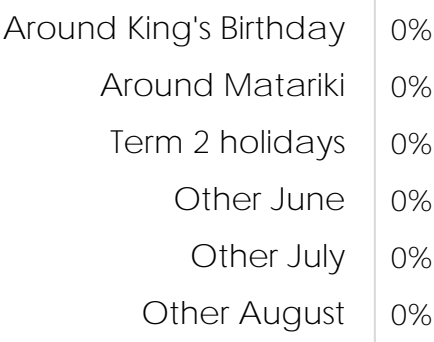 Around King's Birthday 0%
Around Matariki 0%
Term 2 holidays 0%
Other June 0%
Other July 0%
Other August 0%